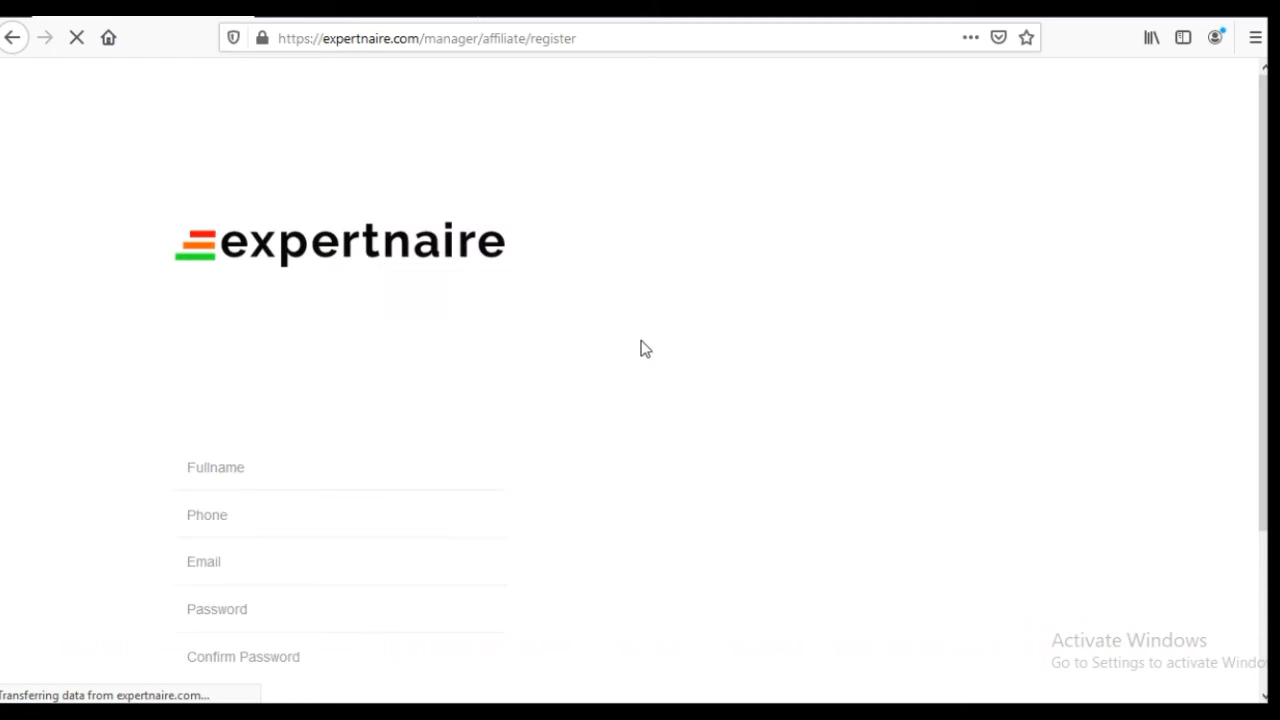 https://expertnaire.com/manager/affiliate/register
expertnaire
Fullname
Phone
Email
Password
Confirm Password
Activate Windows
Go to Settings to activate Windo
Transferring data from expertnaire.com...